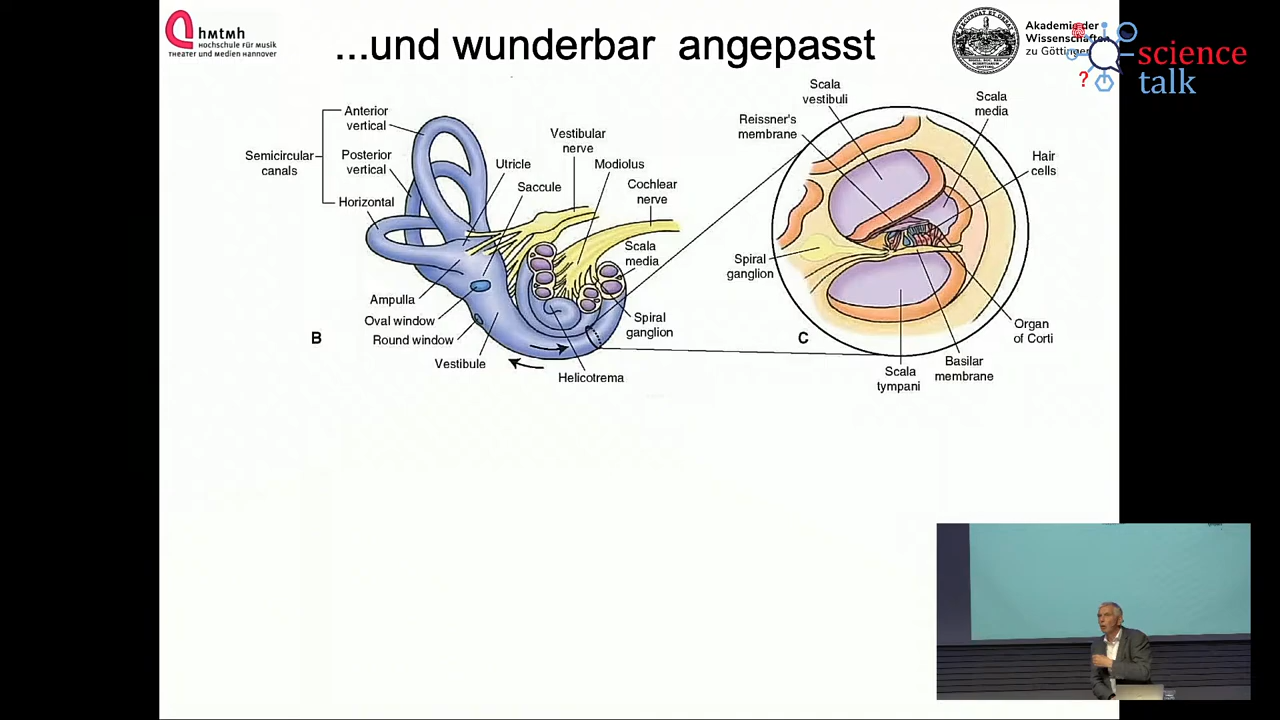 hmtmh
Hochschule für Musik
Theater und Medien Hannover
...und wunderbar angepasst
Akademie der
Wissenschaften
zu Göttingen
science
talk
?
Semicircular
canals
Anterior
vertical
Posterior
vertical
Horizontal
Utricle
Saccule
Vestibular
nerve
Modiolus
Cochlear
nerve
Scala
media
Spiral
ganglion
Ampulla
Oval window
Round window
Vestibule
Helicotrema
B
Scala
vestibuli
Reissner's
membrane
Scala
media
Hair
cells
Spiral
ganglion
Organ
of Corti
Basilar
membrane
Scala
tympani
C